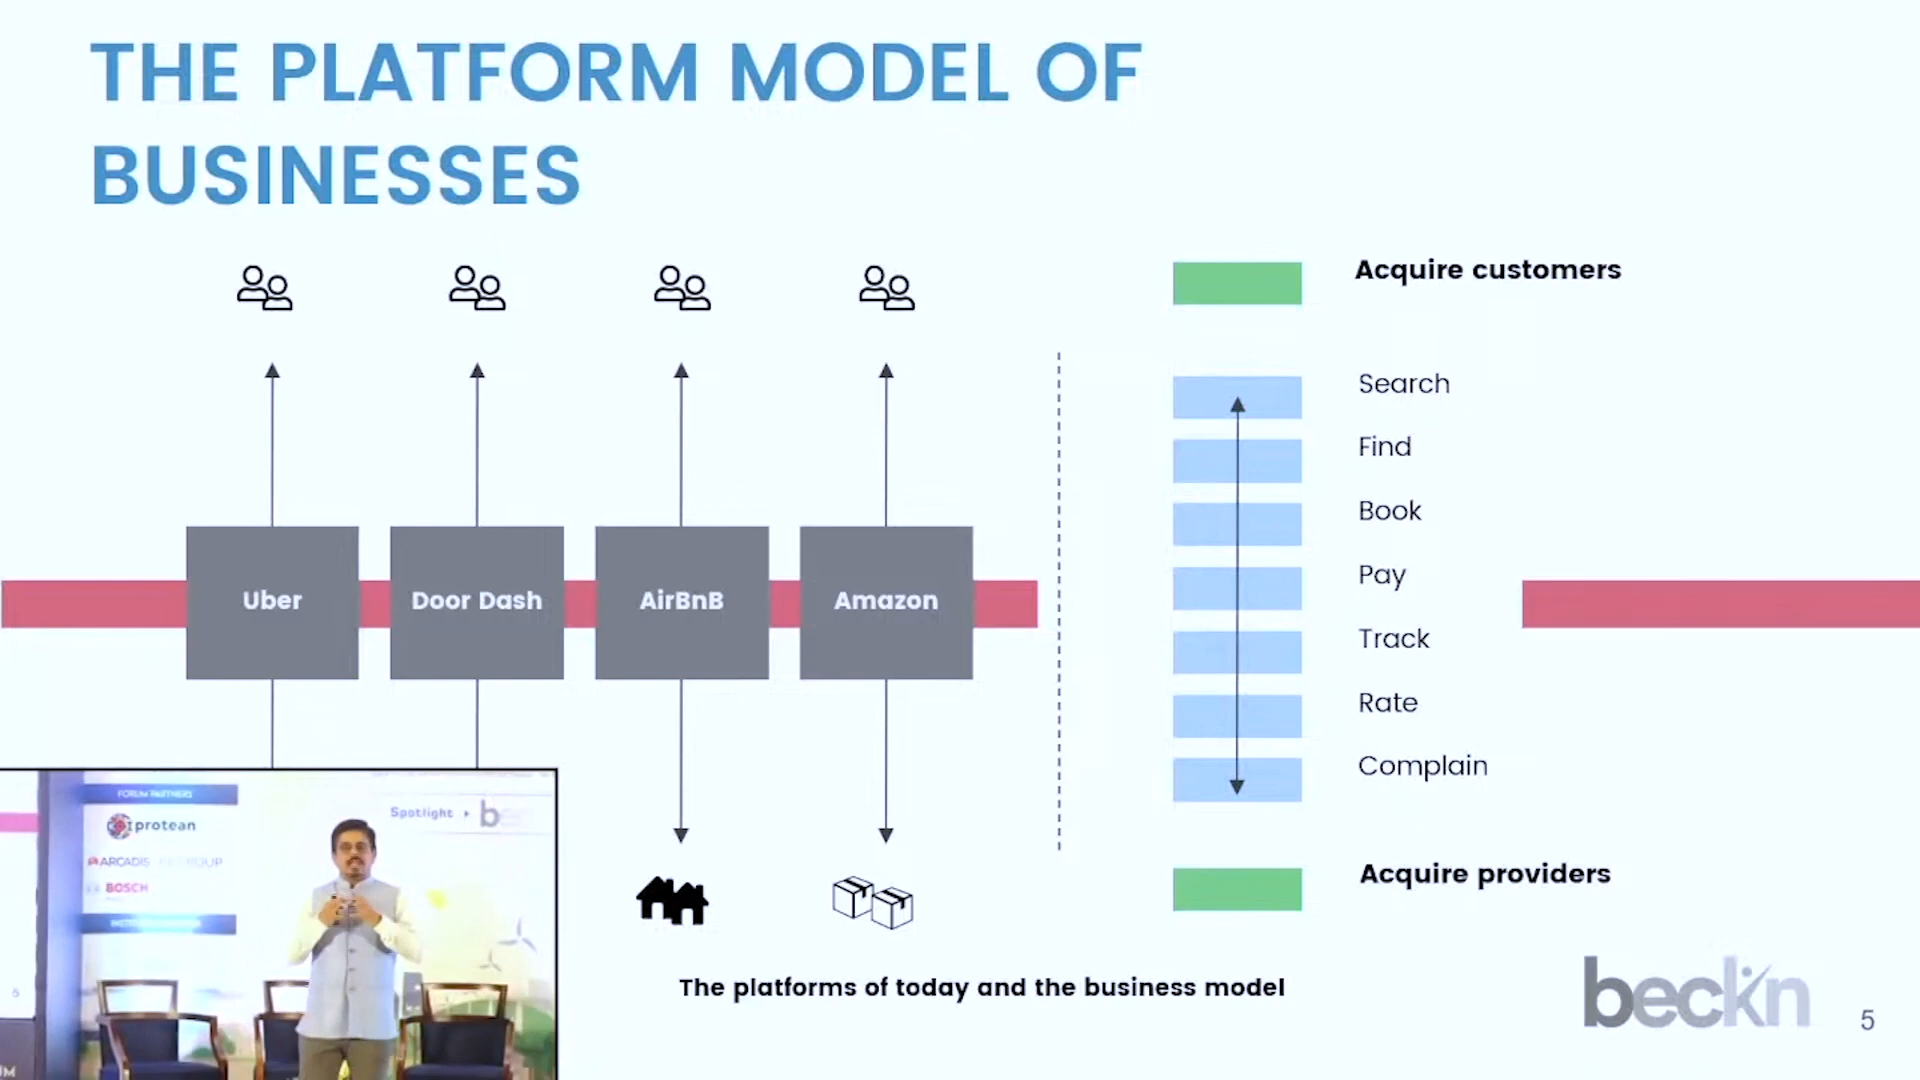 THE PLATFORM MODEL OF
BUSINESSES
Uber
Door Dash
AirBnB
Amazon
Acquire customers
Search
Find
Book
Pay
Track
Rate
Complain
Acquire providers
The platforms of today and the business model
beckn
5
FORUM PARTNERS
protean
ARCADIS
GROUP
BOSCH
Spotlight
b